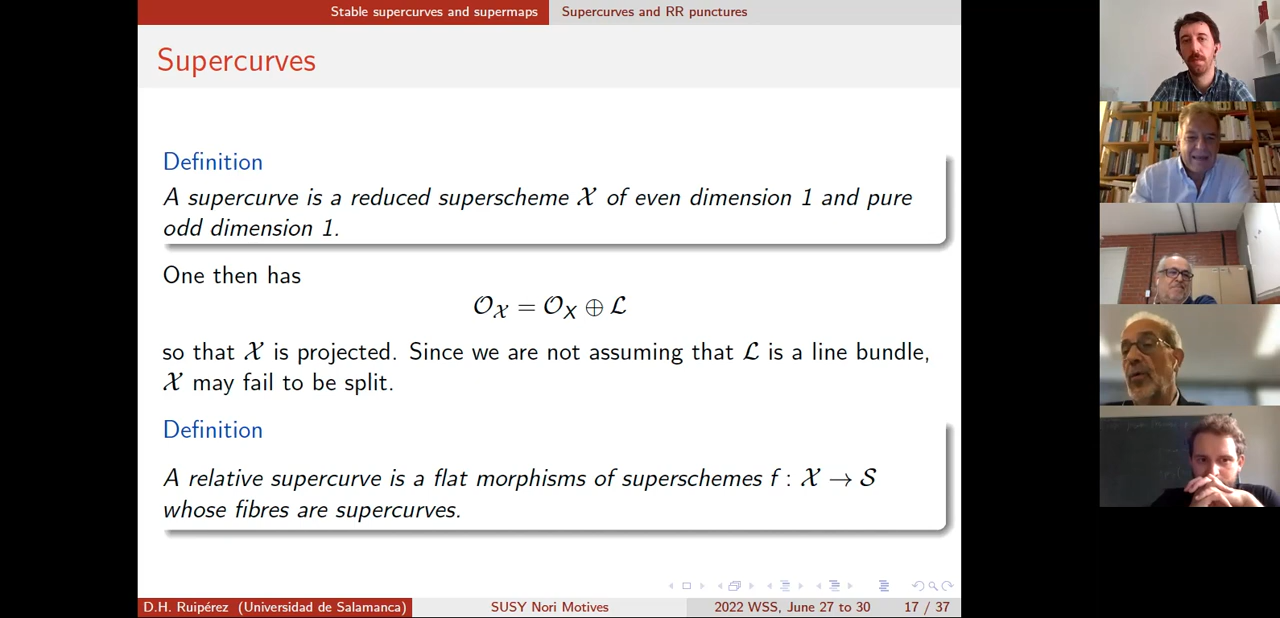 Stable supercurves and supermaps Supercurves and RR punctures
Supercurves
Definition
A supercurve is a reduced superscheme 𝒳 of even dimension 1 and pure
odd dimension 1.
One then has
𝒪_𝒳 = 𝒪_X ⊕ ℒ
so that 𝒳 is projected. Since we are not assuming that ℒ is a line bundle,
𝒳 may fail to be split.
Definition
A relative supercurve is a flat morphisms of superschemes f : 𝒳 → 𝒮
whose fibres are supercurves.
D.H. Ruipérez (Universidad de Salamanca) SUSY Nori Motives 2022 WSS, June 27 to 30 17 / 37